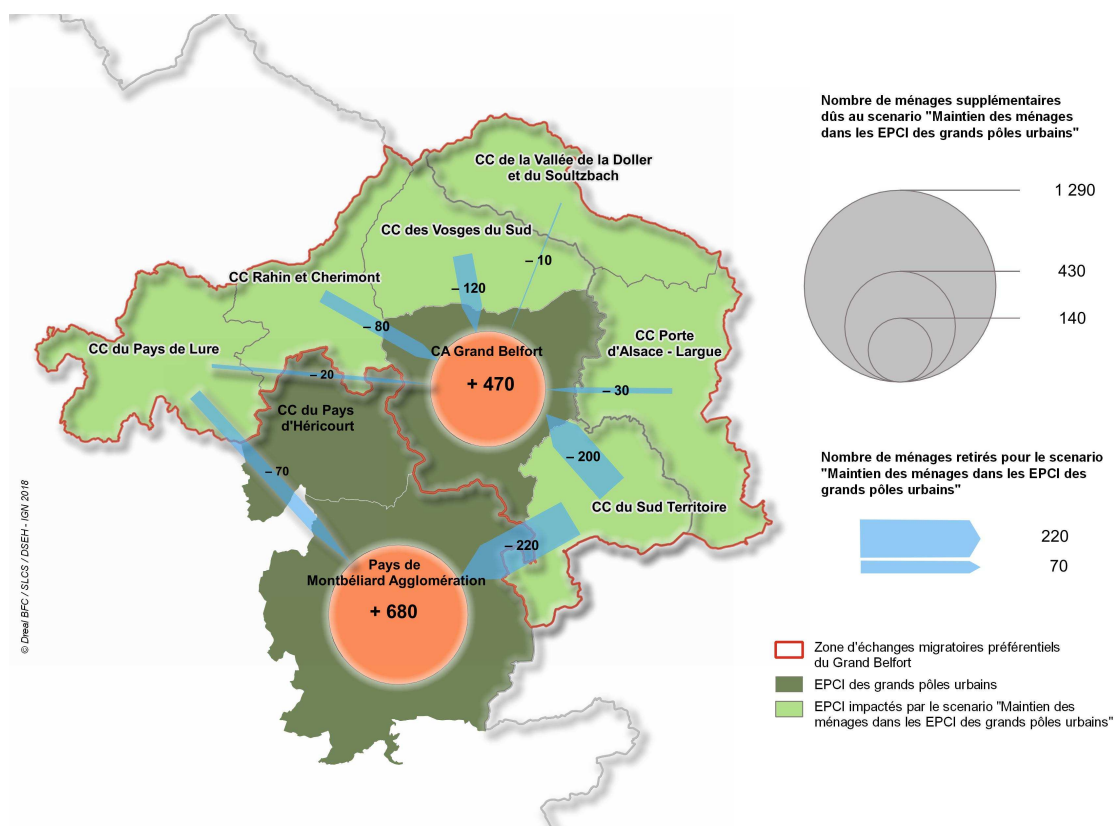 CC de la Vallée de la Doller
et du Soultzbach
CC des Vosges du Sud
– 10
CC Rahin et Cherimont
– 120
– 80
CC du Pays de Lure
CA Grand Belfort
CC Porte
d'Alsace - Largue
– 20
+ 470
– 30
CC du Pays
d'Héricourt
– 70
– 200
CC du Sud Territoire
– 220
Pays de
Montbéliard Agglomération
+ 680
© Dreal BFC / SLCS / DSEH - IGN 2018
Nombre de ménages supplémentaires
dûs au scenario "Maintien des ménages
dans les EPCI des grands pôles urbains"
1 290
430
140
Nombre de ménages retirés pour le scenario
"Maintien des ménages dans les EPCI des
grands pôles urbains"
220
70
Zone d'échanges migratoires préférentiels
du Grand Belfort
EPCI des grands pôles urbains
EPCI impactés par le scenario "Maintien des
ménages dans les EPCI des grands pôles urbains"